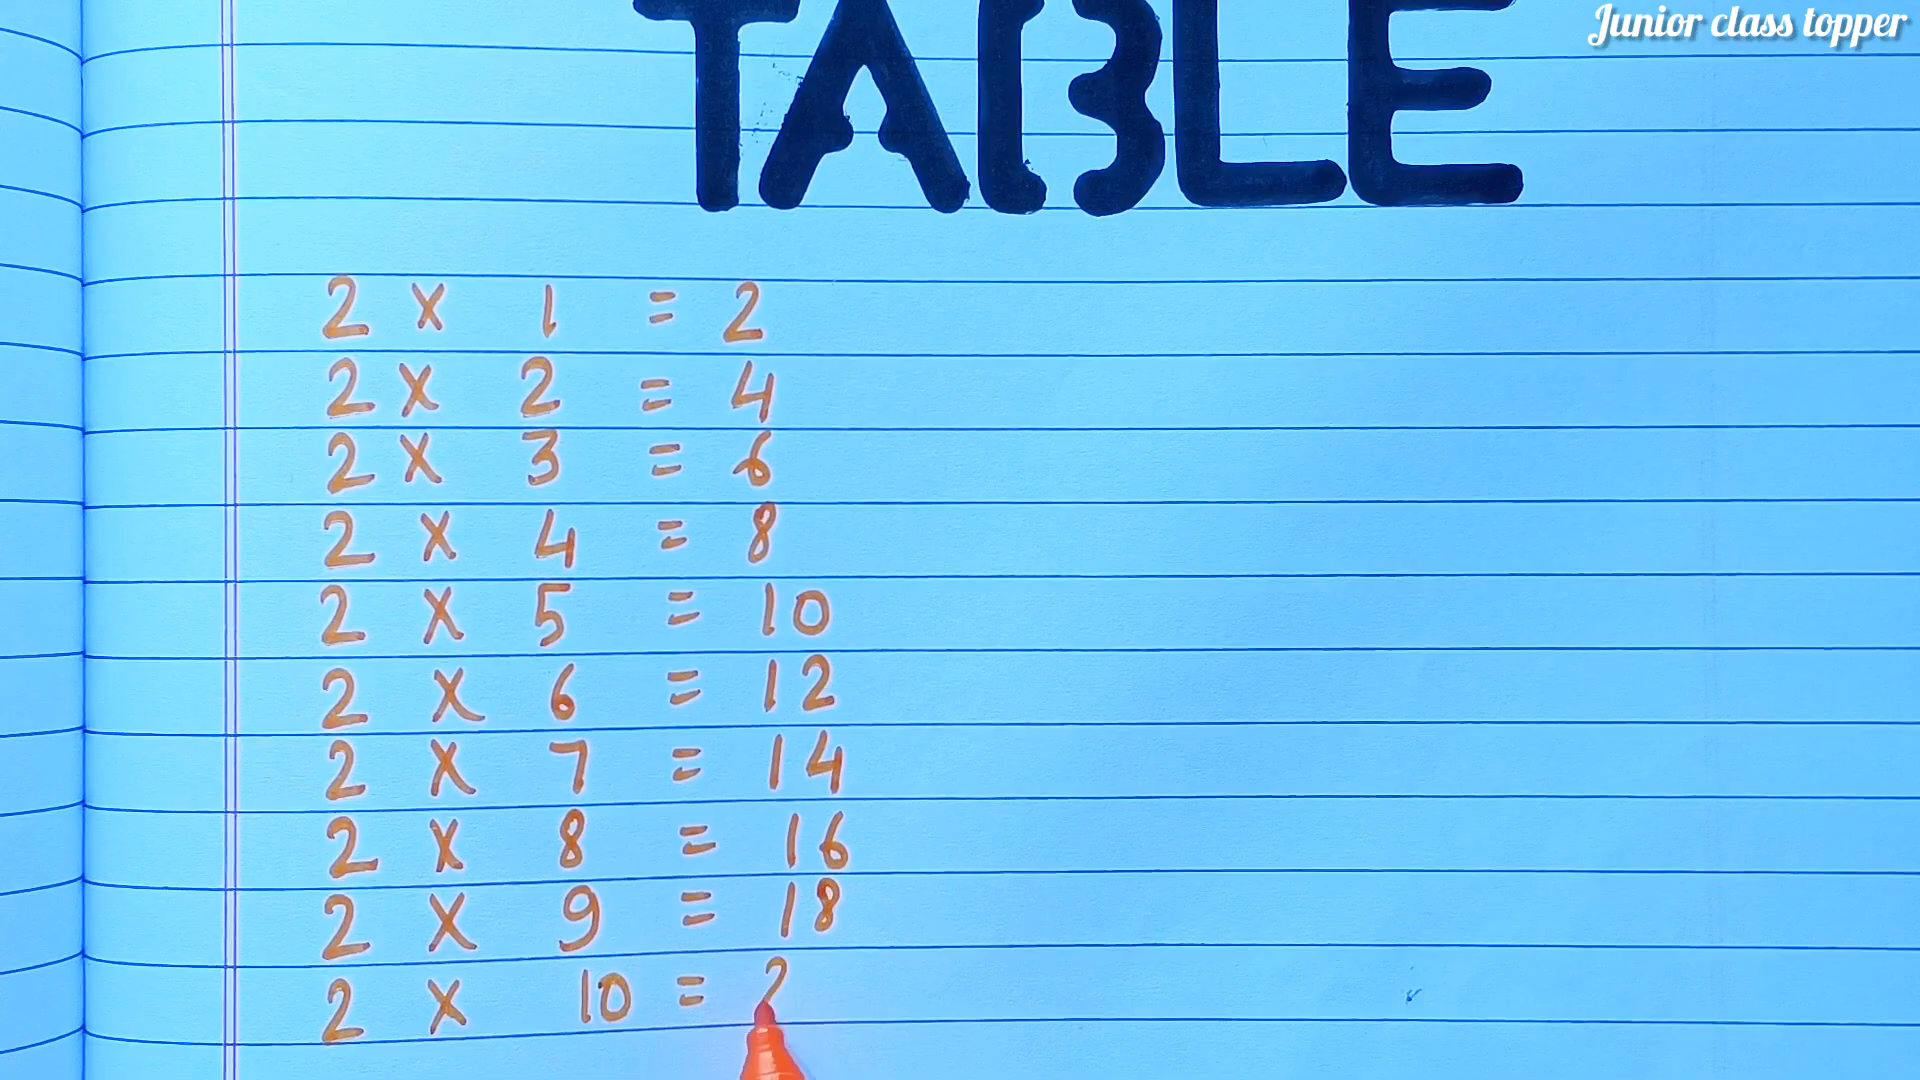 Junior class topper
TABLE
2 x 1 = 2
2 x 2 = 4
2 x 3 = 6
2 x 4 = 8
2 x 5 = 10
2 x 6 = 12
2 x 7 = 14
2 x 8 = 16
2 x 9 = 18
2 x 10 = 2